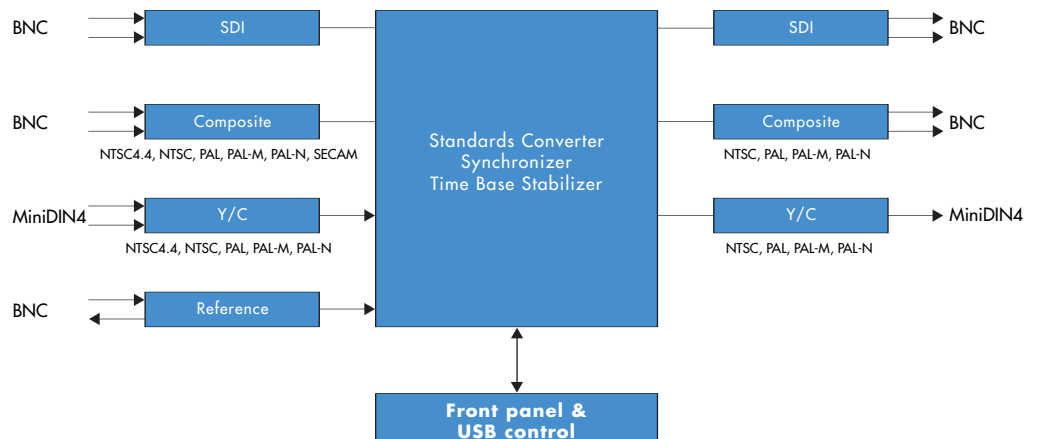 BNC
SDI
SDI
BNC
BNC
Composite
Composite
BNC
NTSC4.4, NTSC, PAL, PAL-M, PAL-N, SECAM
NTSC, PAL, PAL-M, PAL-N
Standards Converter
Synchronizer
Time Base Stabilizer
MiniDIN4
Y/C
Y/C
MiniDIN4
NTSC4.4, NTSC, PAL, PAL-M, PAL-N
NTSC, PAL, PAL-M, PAL-N
BNC
Reference
Front panel &
USB control